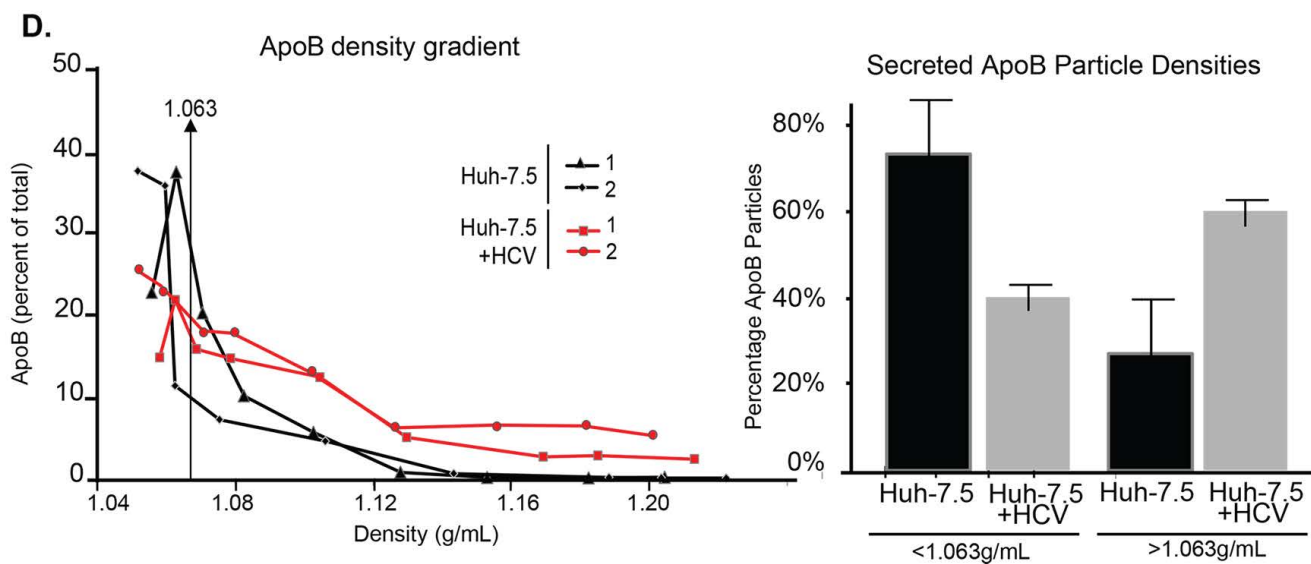 D.
ApoB density gradient
ApoB (percent of total)
50
40
30
20
10
0
1.063
Huh-7.5
1
2
Huh-7.5
+HCV
1
2
1.04
1.08
1.12
1.16
1.20
Density (g/mL)
Secreted ApoB Particle Densities
Percentage ApoB Particles
80%
60%
40%
20%
0%
Huh-7.5
Huh-7.5
+HCV
Huh-7.5
Huh-7.5
+HCV
<1.063g/mL
>1.063g/mL